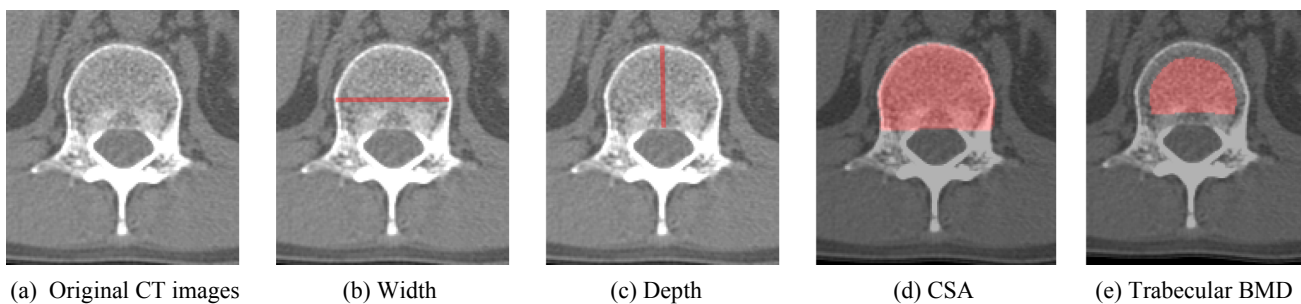 (a) Original CT images
(b) Width
(c) Depth
(d) CSA
(e) Trabecular BMD